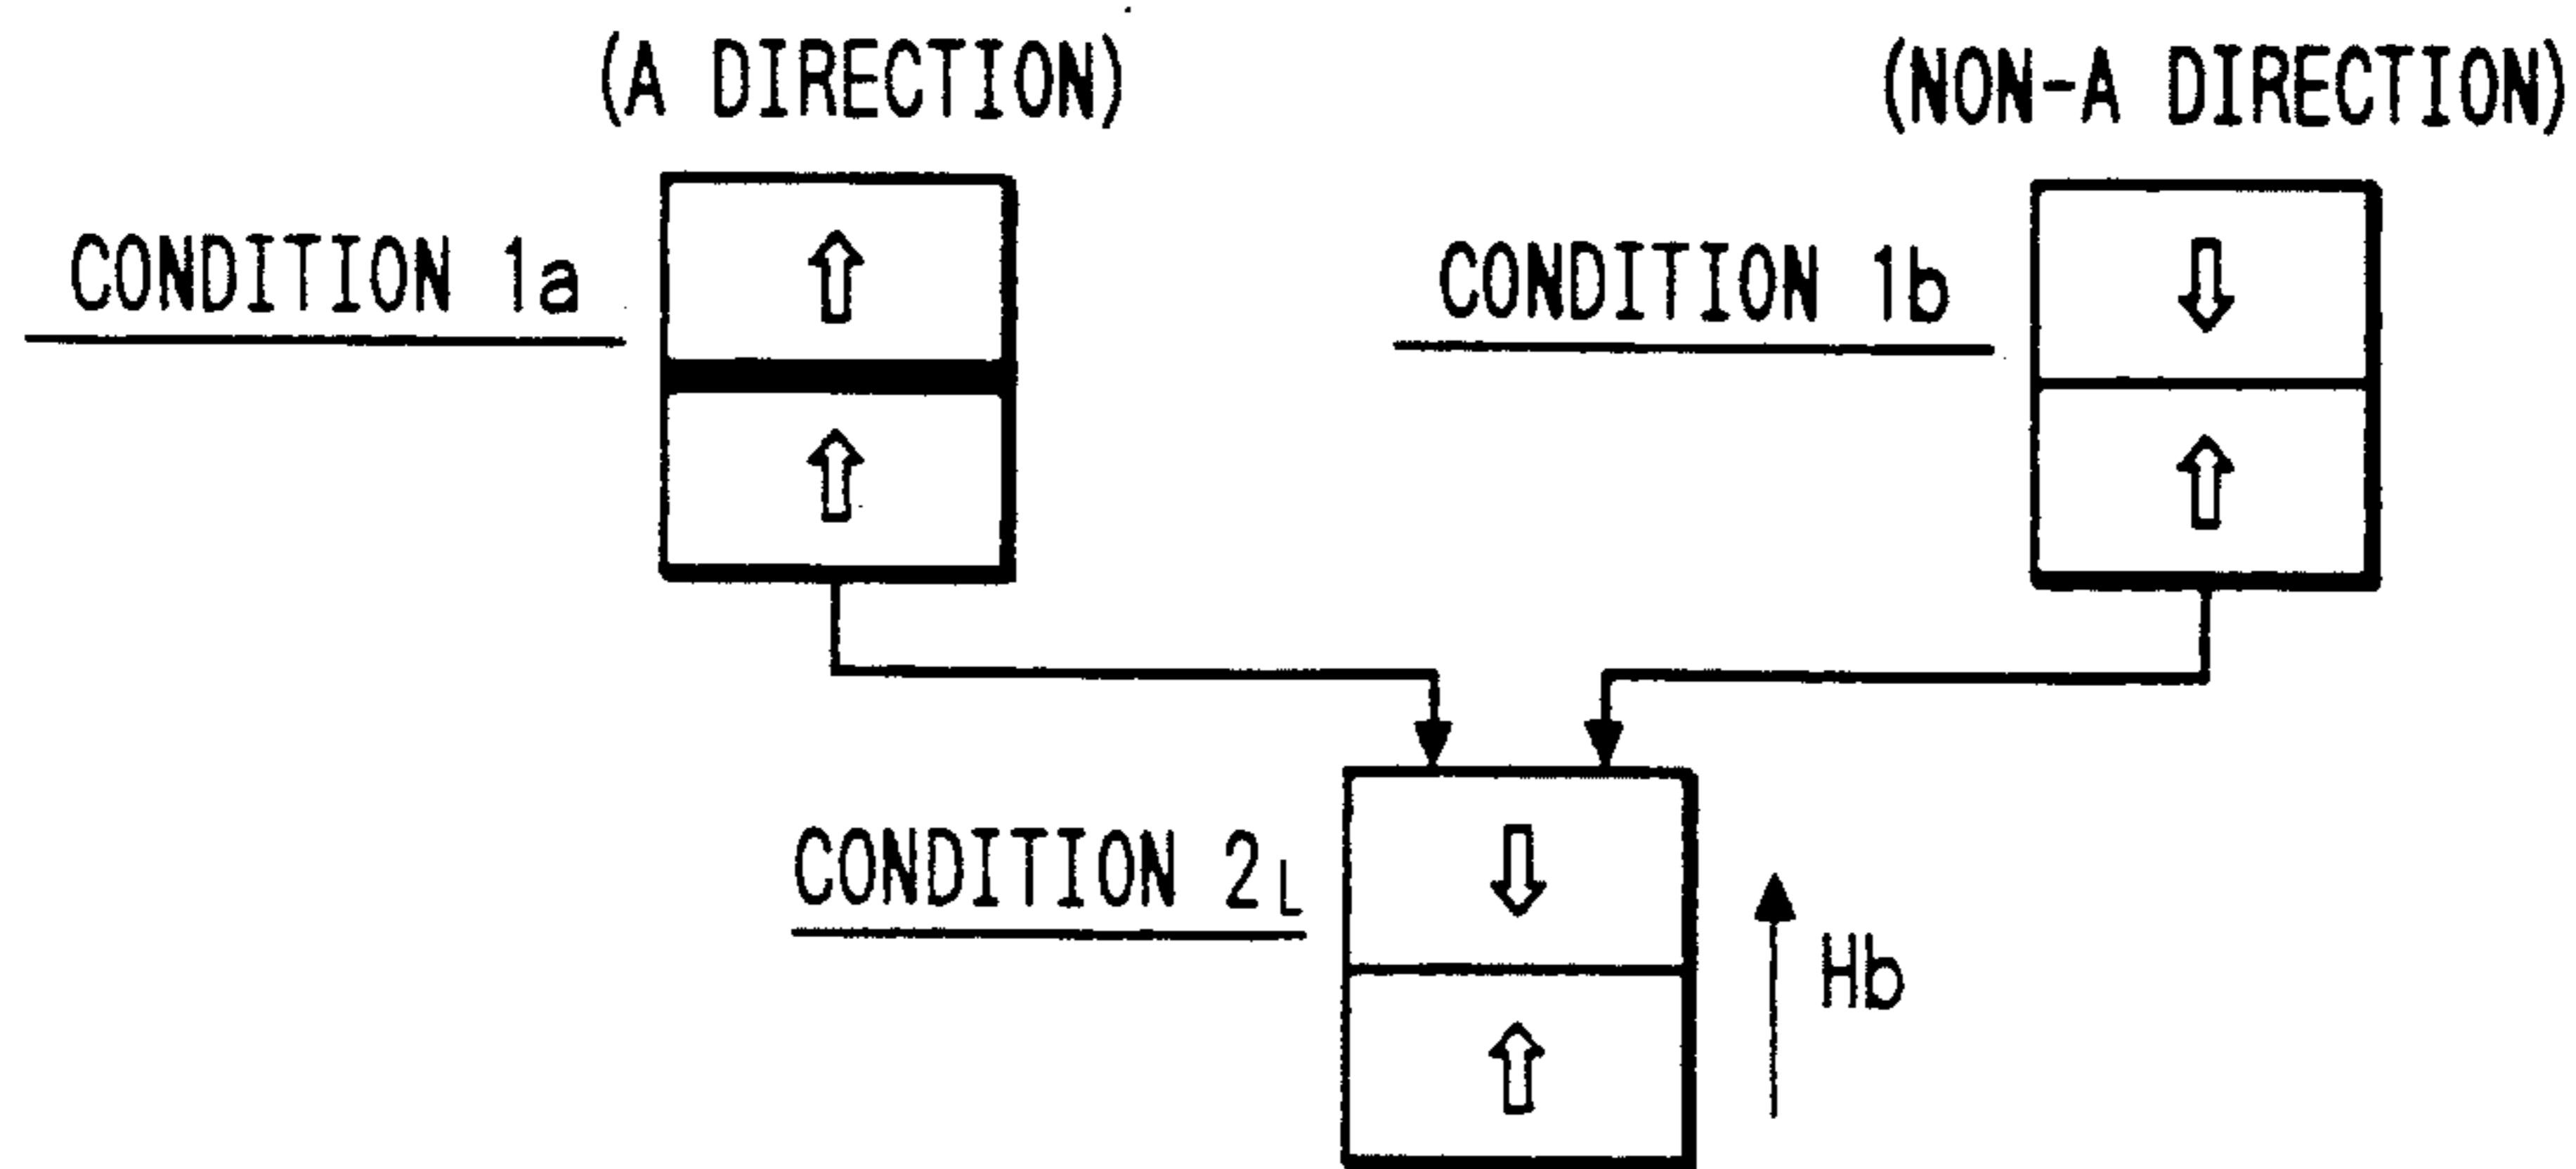 (A DIRECTION)
(NON-A DIRECTION)
CONDITION 1a
CONDITION 1b
CONDITION 2L
Hb